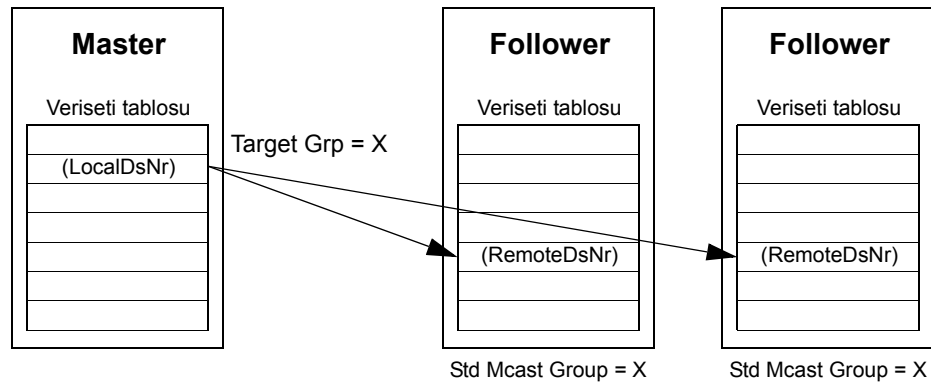 Master
Follower
Follower
Veriseti tablosu
Veriseti tablosu
Veriseti tablosu
Target Grp = X
(LocalDsNr)
(RemoteDsNr)
(RemoteDsNr)
Std Mcast Group = X
Std Mcast Group = X